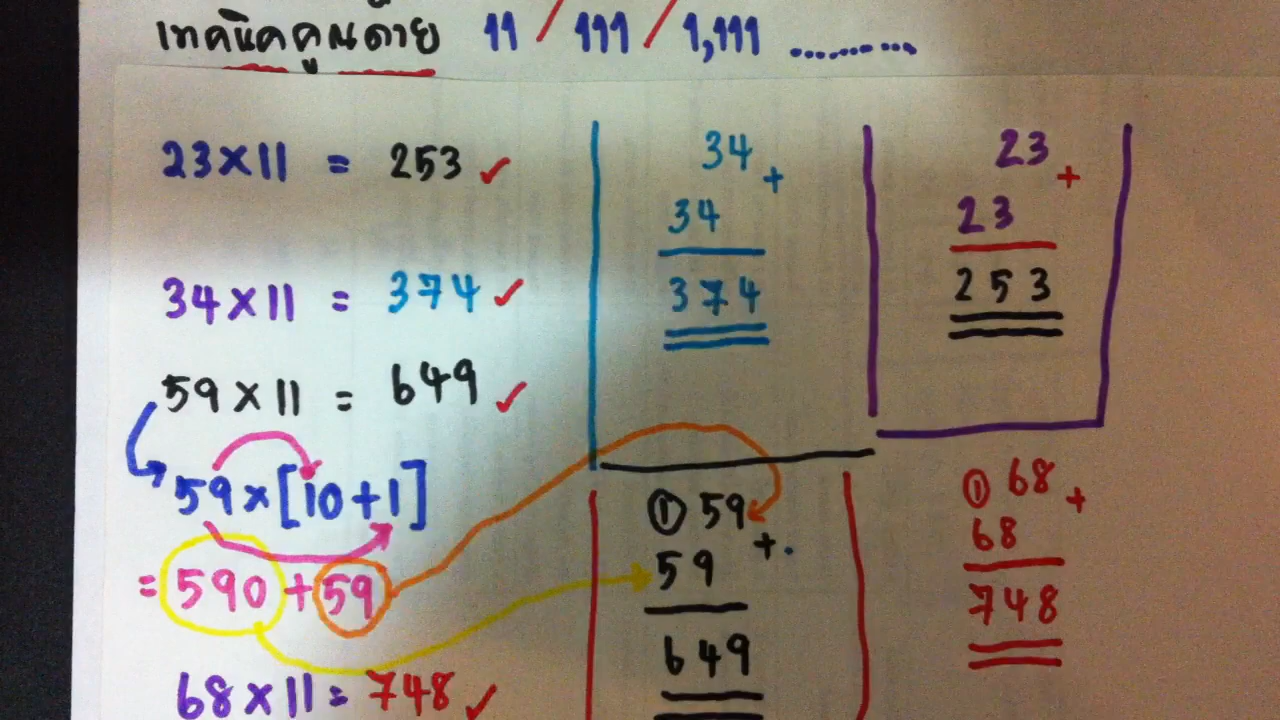 เทคนิคคูณด้วย 11 / 111 / 1,111 ..........
23 × 11 = 253 ✓
34 × 11 = 374 ✓
59 × 11 = 649 ✓
59 × [10 + 1]
= 590 + 59
68 × 11 = 748 ✓
34 +
34
374
23 +
23
253
① 59
59 +
649
① 68 +
68
748